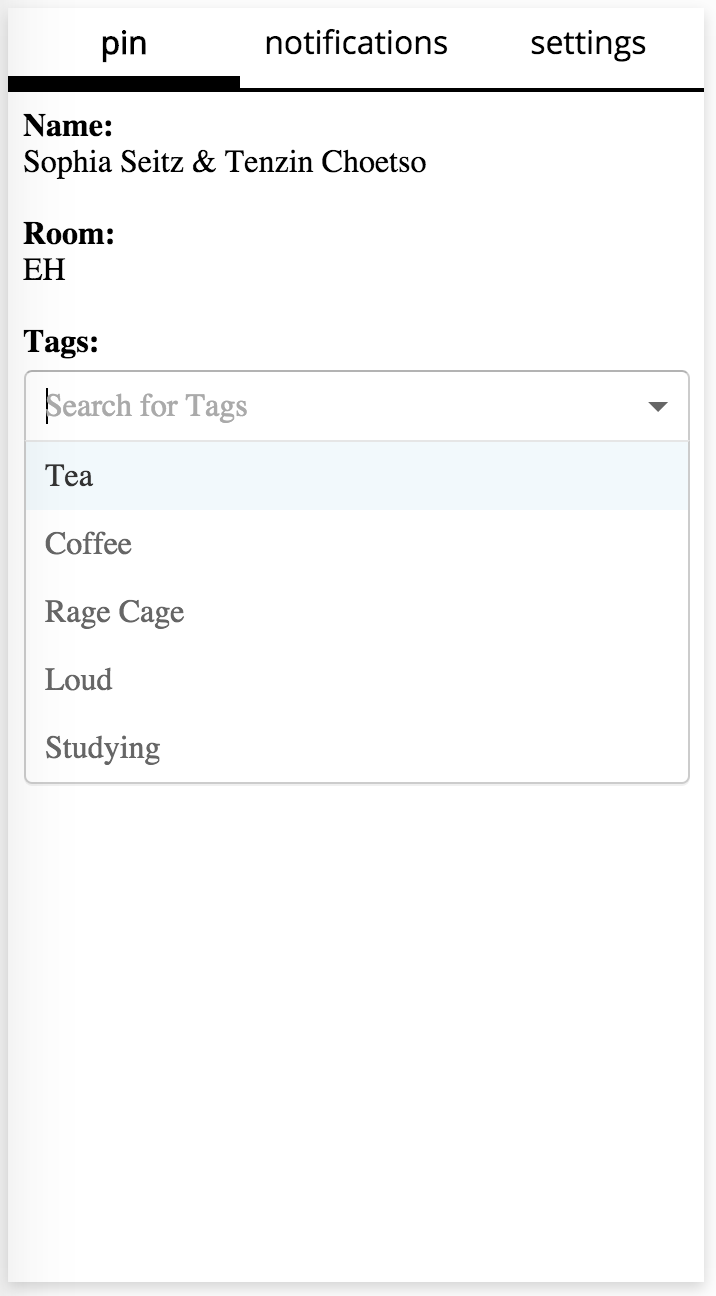 pin notifications settings
Name:
Sophia Seitz & Tenzin Choetso
Room:
EH
Tags:
Search for Tags
Tea
Coffee
Rage Cage
Loud
Studying